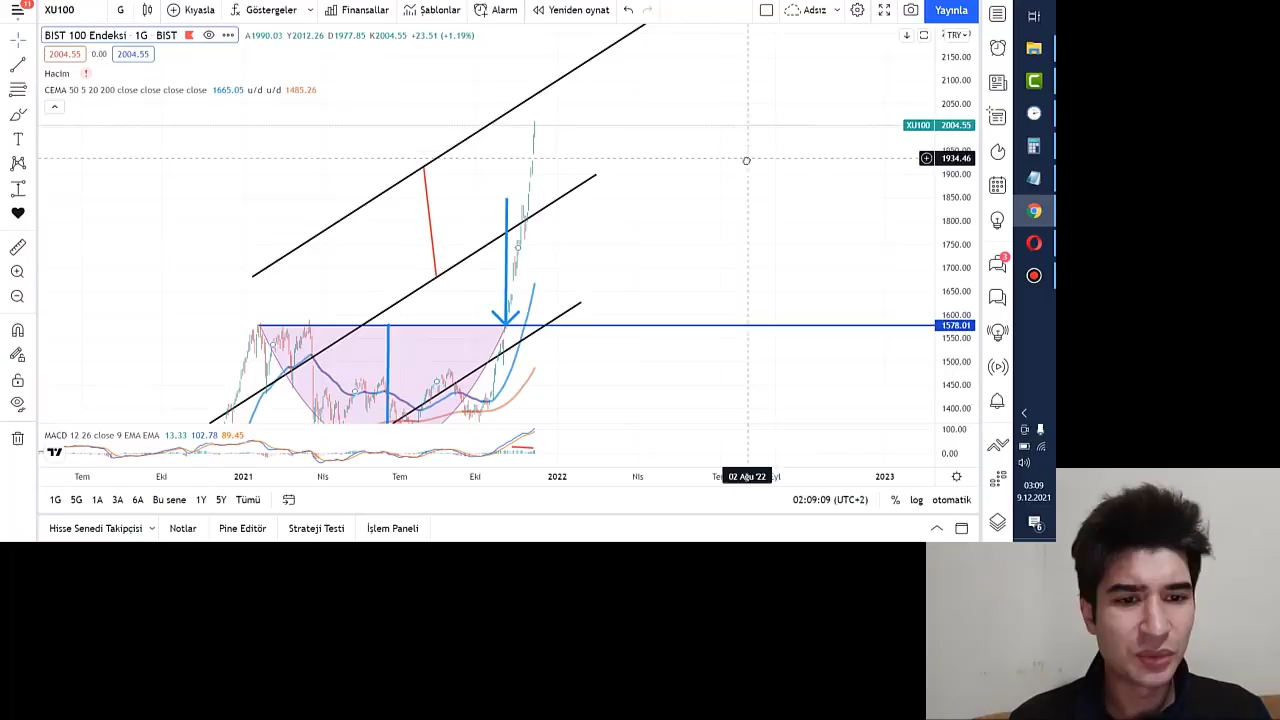 11
XU100 G Kıyasla Göstergeler Finansallar Şablonlar Alarm Yeniden oynat Adsız Yayınla
BIST 100 Endeksi · 1G · BIST A1990.03 Y2012.26 D1977.85 K2004.55 +23.51 (+1.19%)
TRY
2004.55 0.00 2004.55
2150.00
Hacim !
2100.00
CEMA 50 5 20 200 close close close close 1665.05 u/d u/d 1485.26
2050.00
XU100 2004.55
1934.46
1900.00
1850.00
1800.00
1750.00
1700.00
3
1650.00
1600.00
1578.01
1550.00
1500.00
1450.00
1400.00
MACD 12 26 close 9 EMA EMA 13.33 102.78 89.45
100.00
0.00
Tem Eki 2021 Nis Tem Eki 2022 Nis 02 Ağu '22 2023
1G 5G 1A 3A 6A Bu sene 1Y 5Y Tümü 02:09:09 (UTC+2) % log otomatik
Hisse Senedi Takipçisi Notlar Pine Editör Strateji Testi İşlem Paneli
03:09
9.12.2021
6